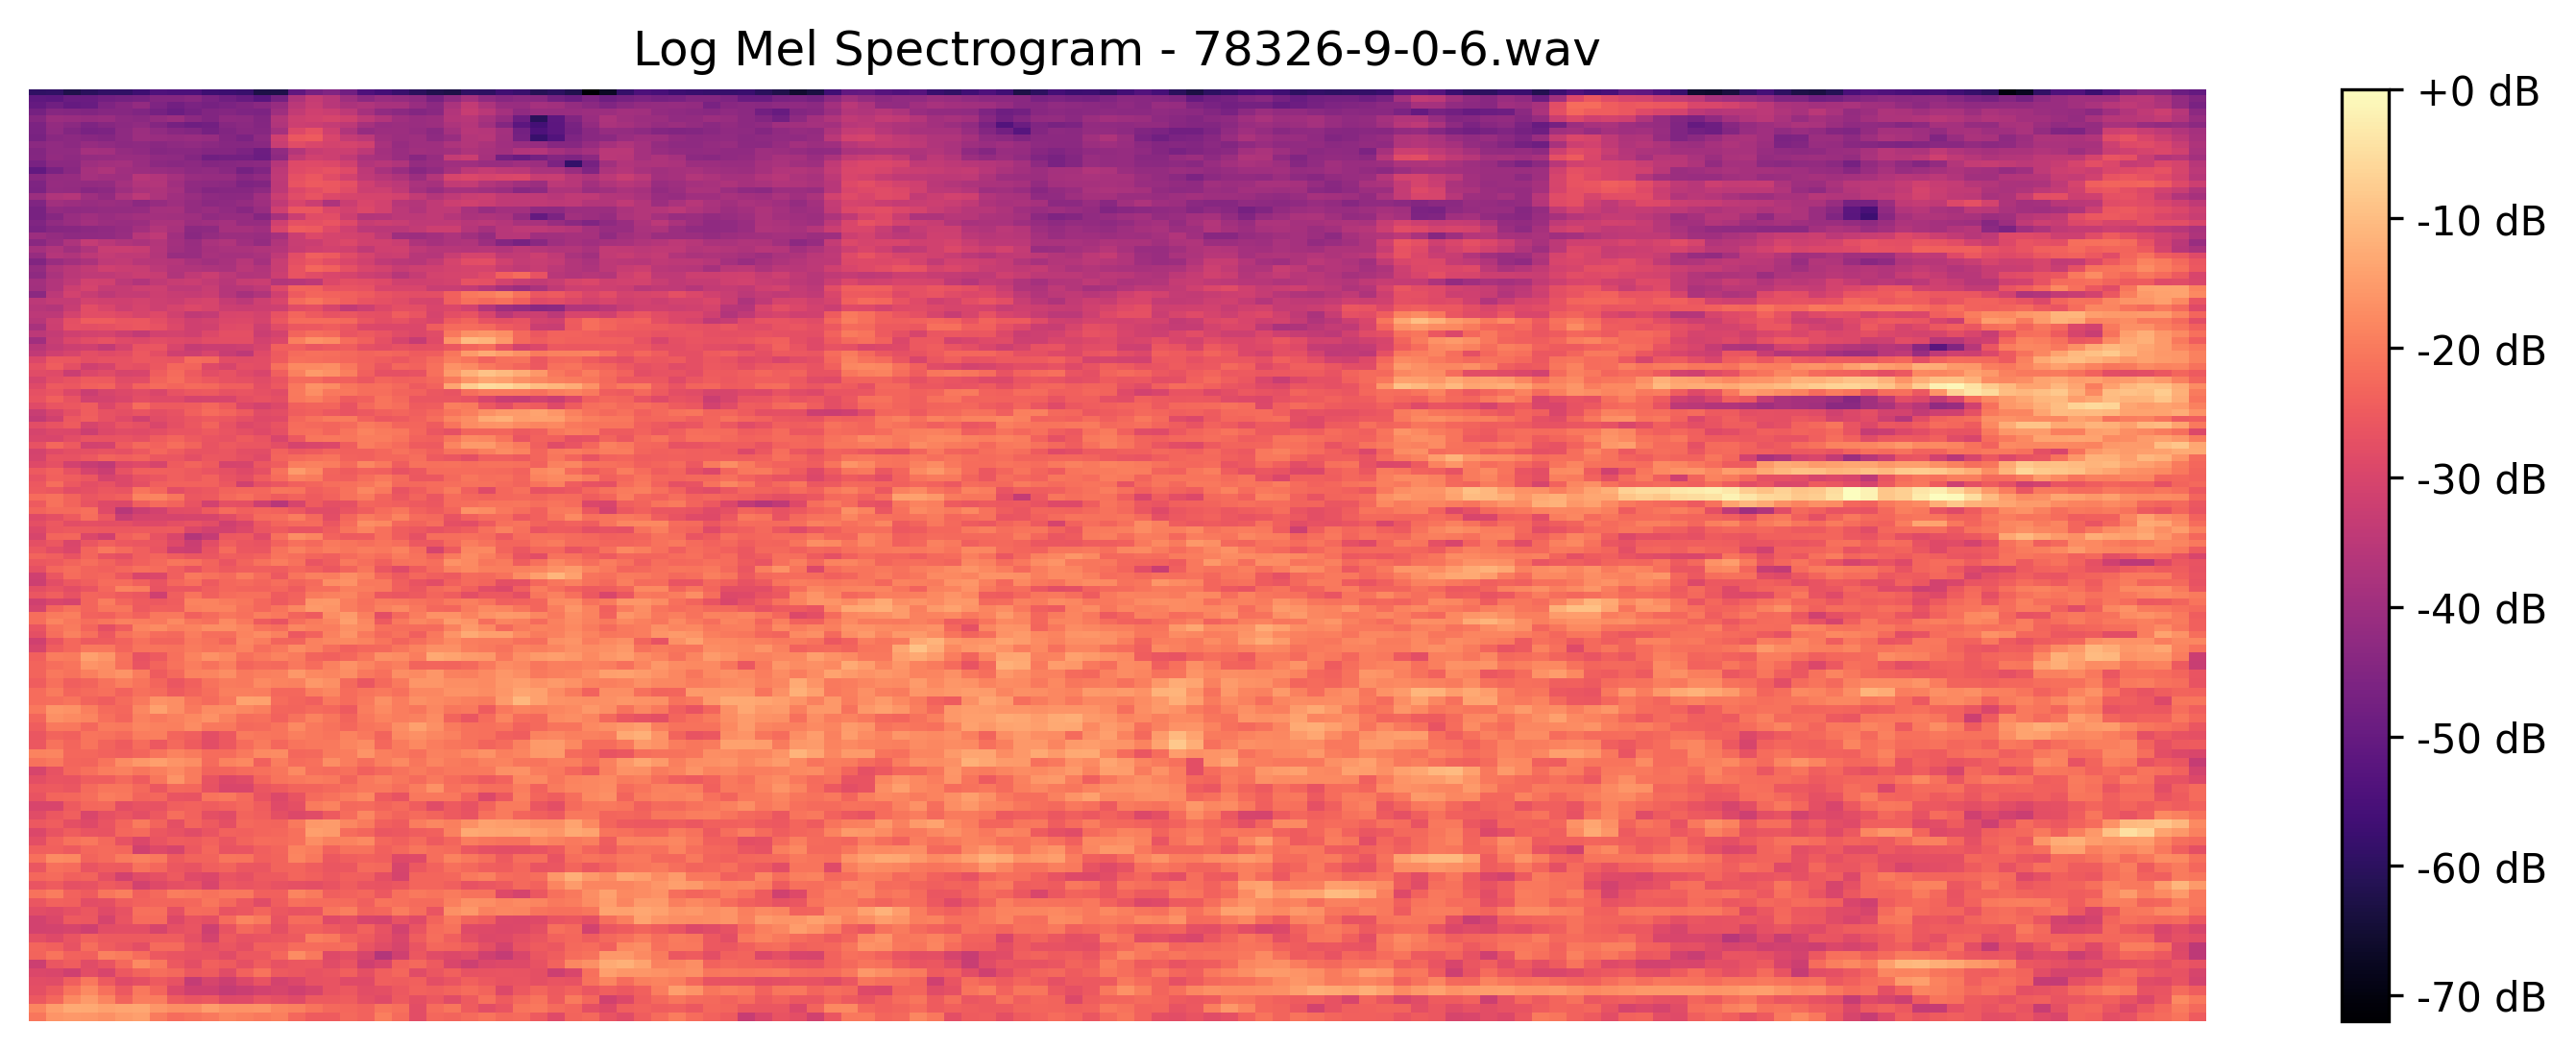 Log Mel Spectrogram - 78326-9-0-6.wav
+0 dB
-10 dB
-20 dB
-30 dB
-40 dB
-50 dB
-60 dB
-70 dB